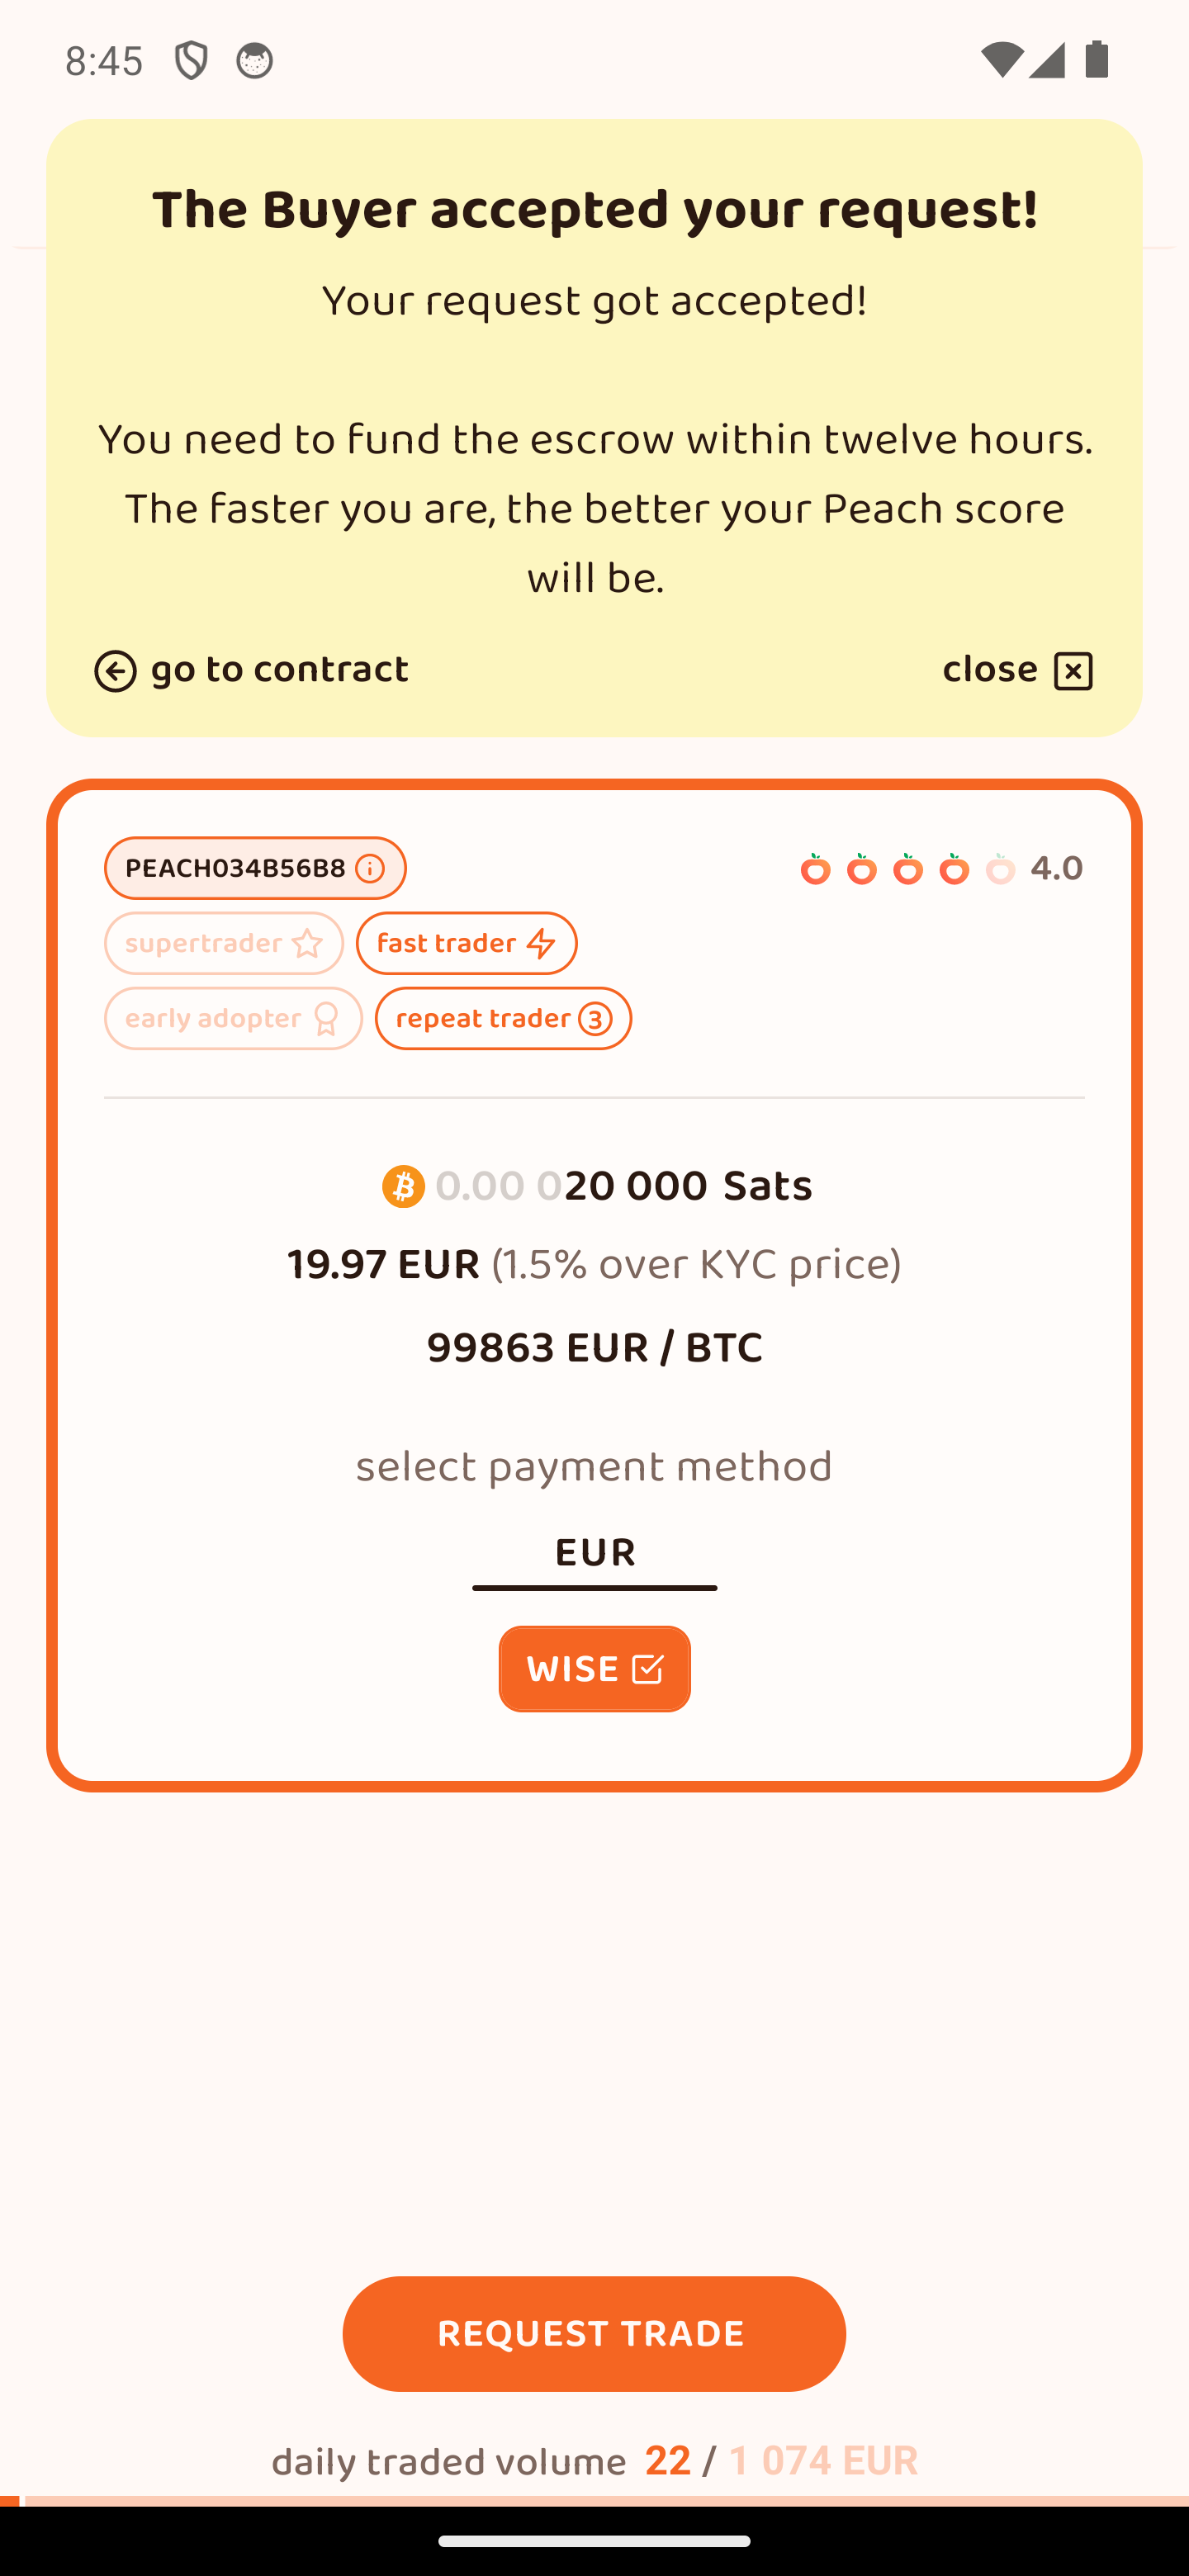 8:45
The Buyer accepted your request!
Your request got accepted!
You need to fund the escrow within twelve hours.
The faster you are, the better your Peach score
will be.
go to contract
close
PEACH034B56B8
4.0
supertrader
fast trader
early adopter
repeat trader 3
0.00 020 000 Sats
19.97 EUR (1.5% over KYC price)
99863 EUR / BTC
select payment method
EUR
WISE
REQUEST TRADE
daily traded volume 22 / 1 074 EUR